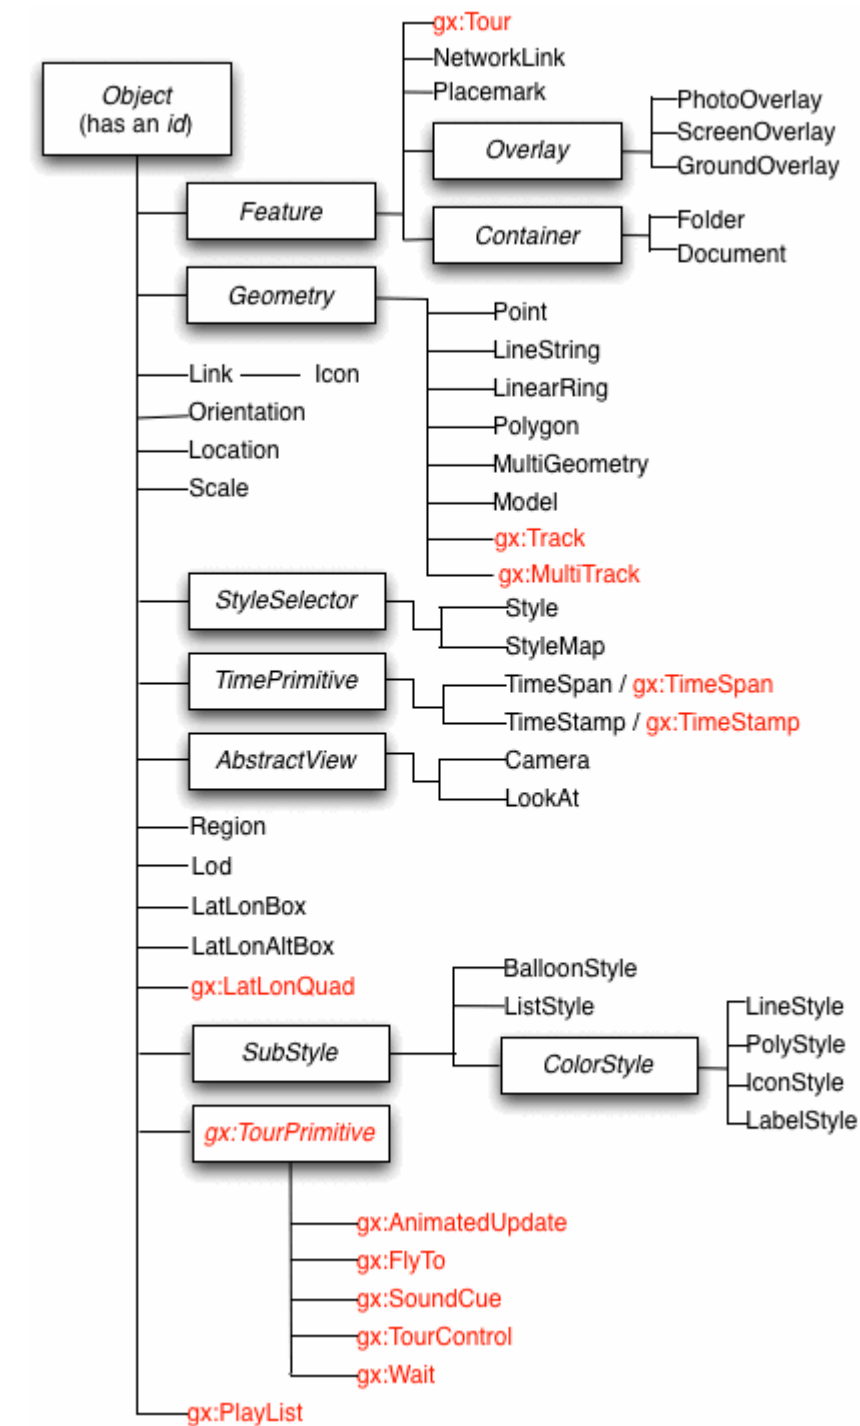 gx:Tour
NetworkLink
Placemark
Object
(has an id)
Overlay
PhotoOverlay
ScreenOverlay
GroundOverlay
Feature
Container
Folder
Document
Geometry
Point
LineString
LinearRing
Polygon
MultiGeometry
Model
gx:Track
gx:MultiTrack
Link
Icon
Orientation
Location
Scale
StyleSelector
Style
StyleMap
TimePrimitive
TimeSpan / gx:TimeSpan
TimeStamp / gx:TimeStamp
AbstractView
Camera
LookAt
Region
Lod
LatLonBox
LatLonAltBox
gx:LatLonQuad
SubStyle
BalloonStyle
ListStyle
ColorStyle
LineStyle
PolyStyle
IconStyle
LabelStyle
gx:TourPrimitive
gx:AnimatedUpdate
gx:FlyTo
gx:SoundCue
gx:TourControl
gx:Wait
gx:PlayList